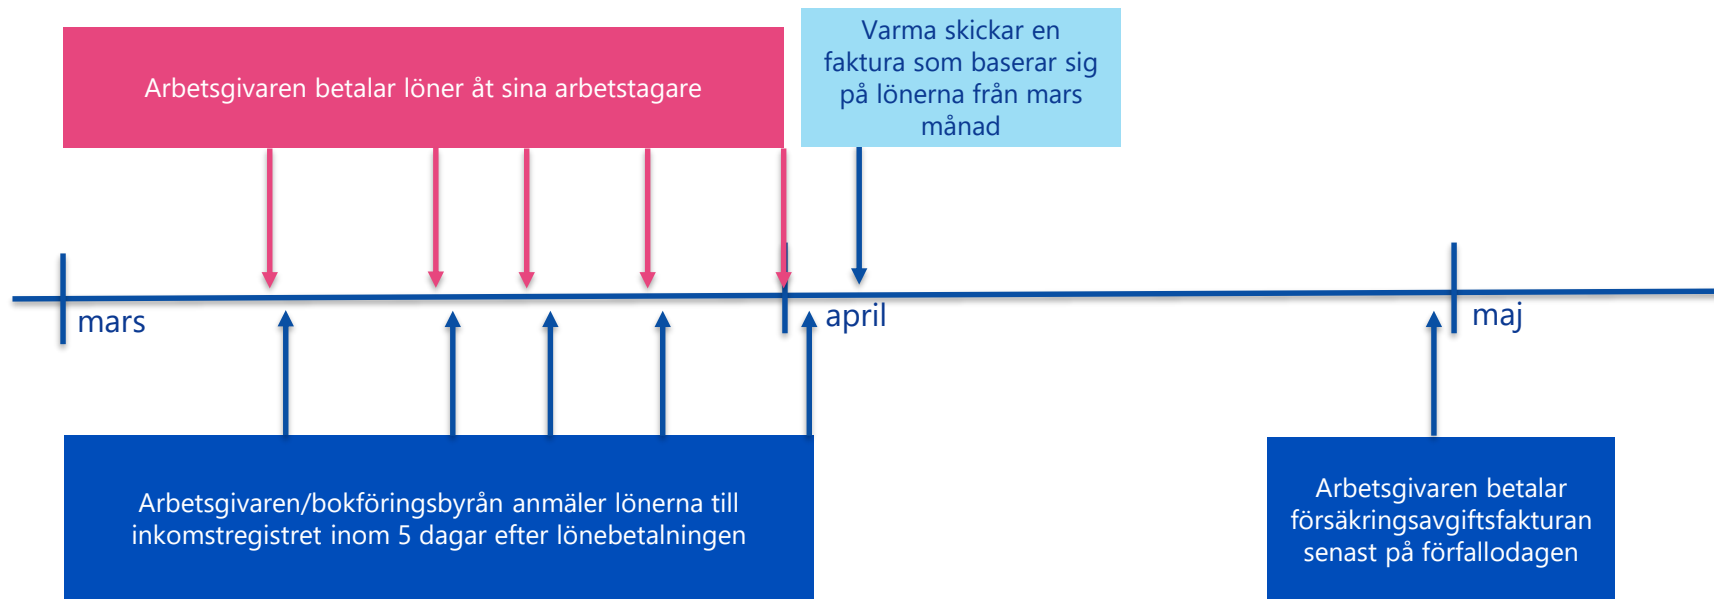 Arbetsgivaren betalar löner åt sina arbetstagare
Varma skickar en
faktura som baserar sig
på lönerna från mars
månad
mars
april
maj
Arbetsgivaren/bokföringsbyrån anmäler lönerna till
inkomstregistret inom 5 dagar efter lönebetalningen
Arbetsgivaren betalar
försäkringsavgiftsfakturan
senast på förfallodagen